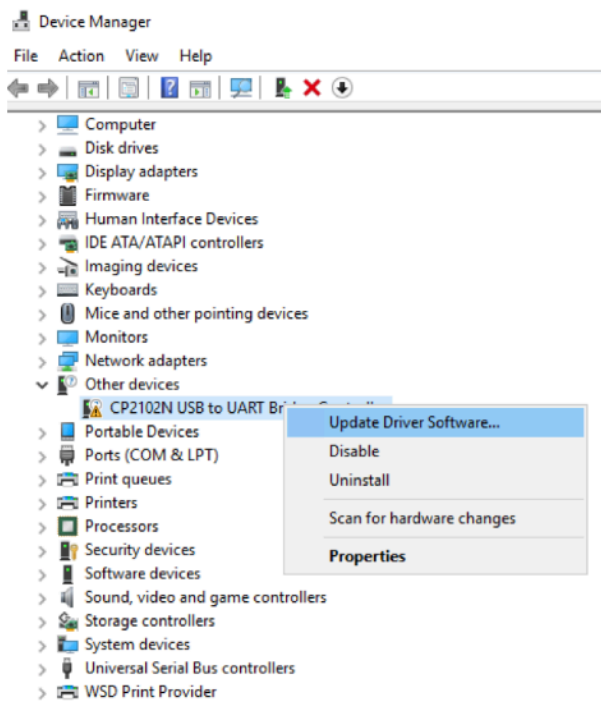 Device Manager
File Action View Help
Computer
Disk drives
Display adapters
Firmware
Human Interface Devices
IDE ATA/ATAPI controllers
Imaging devices
Keyboards
Mice and other pointing devices
Monitors
Network adapters
Other devices
CP2102N USB to UART
Update Driver Software...
Disable
Uninstall
Scan for hardware changes
Properties
Portable Devices
Ports (COM & LPT)
Print queues
Printers
Processors
Security devices
Software devices
Sound, video and game controllers
Storage controllers
System devices
Universal Serial Bus controllers
WSD Print Provider